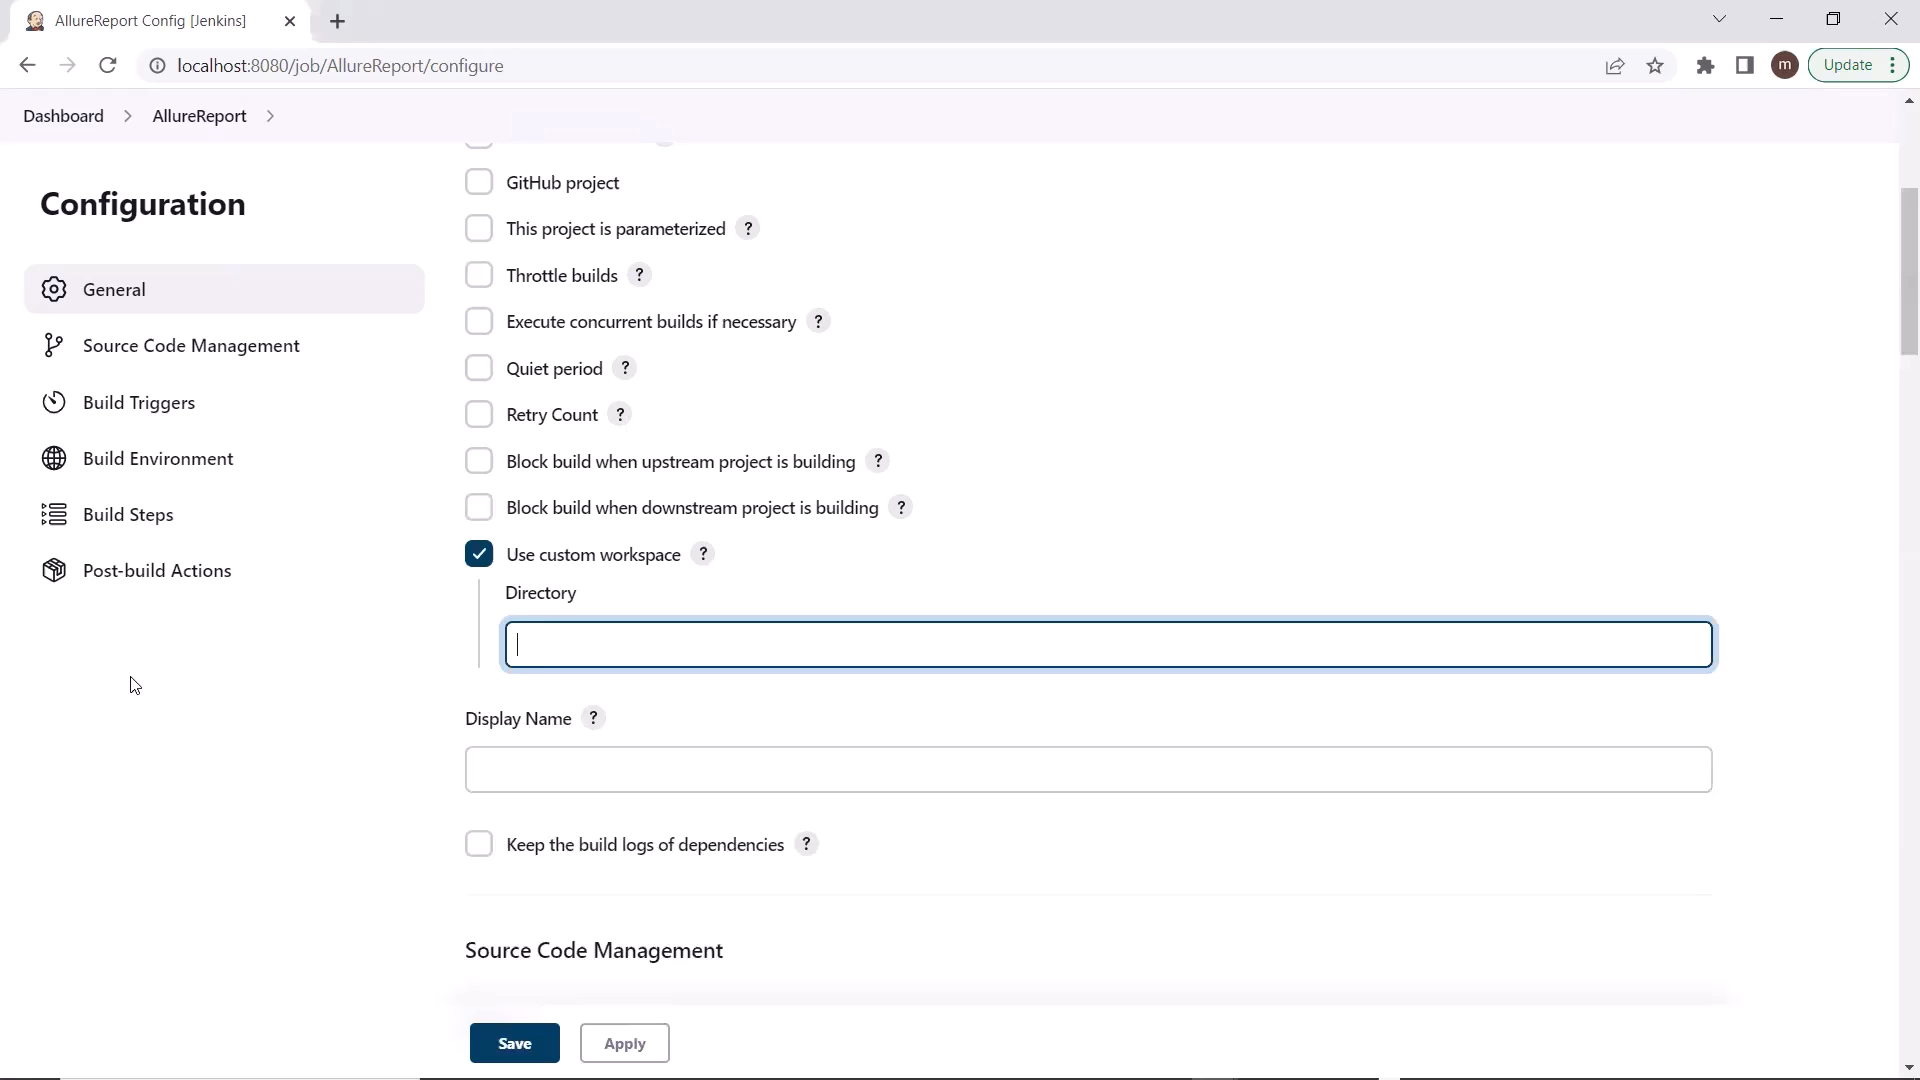 AllureReport Config [Jenkins]
localhost:8080/job/AllureReport/configure
m
Update
Dashboard
AllureReport
Configuration
General
Source Code Management
Build Triggers
Build Environment
Build Steps
Post-build Actions
GitHub project
This project is parameterized ?
Throttle builds ?
Execute concurrent builds if necessary ?
Quiet period ?
Retry Count ?
Block build when upstream project is building ?
Block build when downstream project is building ?
Use custom workspace ?
Directory
Display Name ?
Keep the build logs of dependencies ?
Source Code Management
Save
Apply